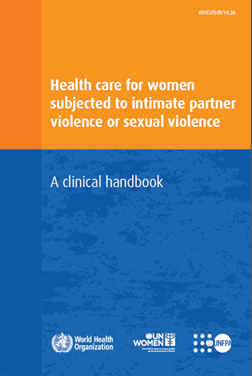 WHO/RHR/14.26
Health care for women
subjected to intimate partner
violence or sexual violence
A clinical handbook
World Health
Organization
UN
WOMEN
UNFPA